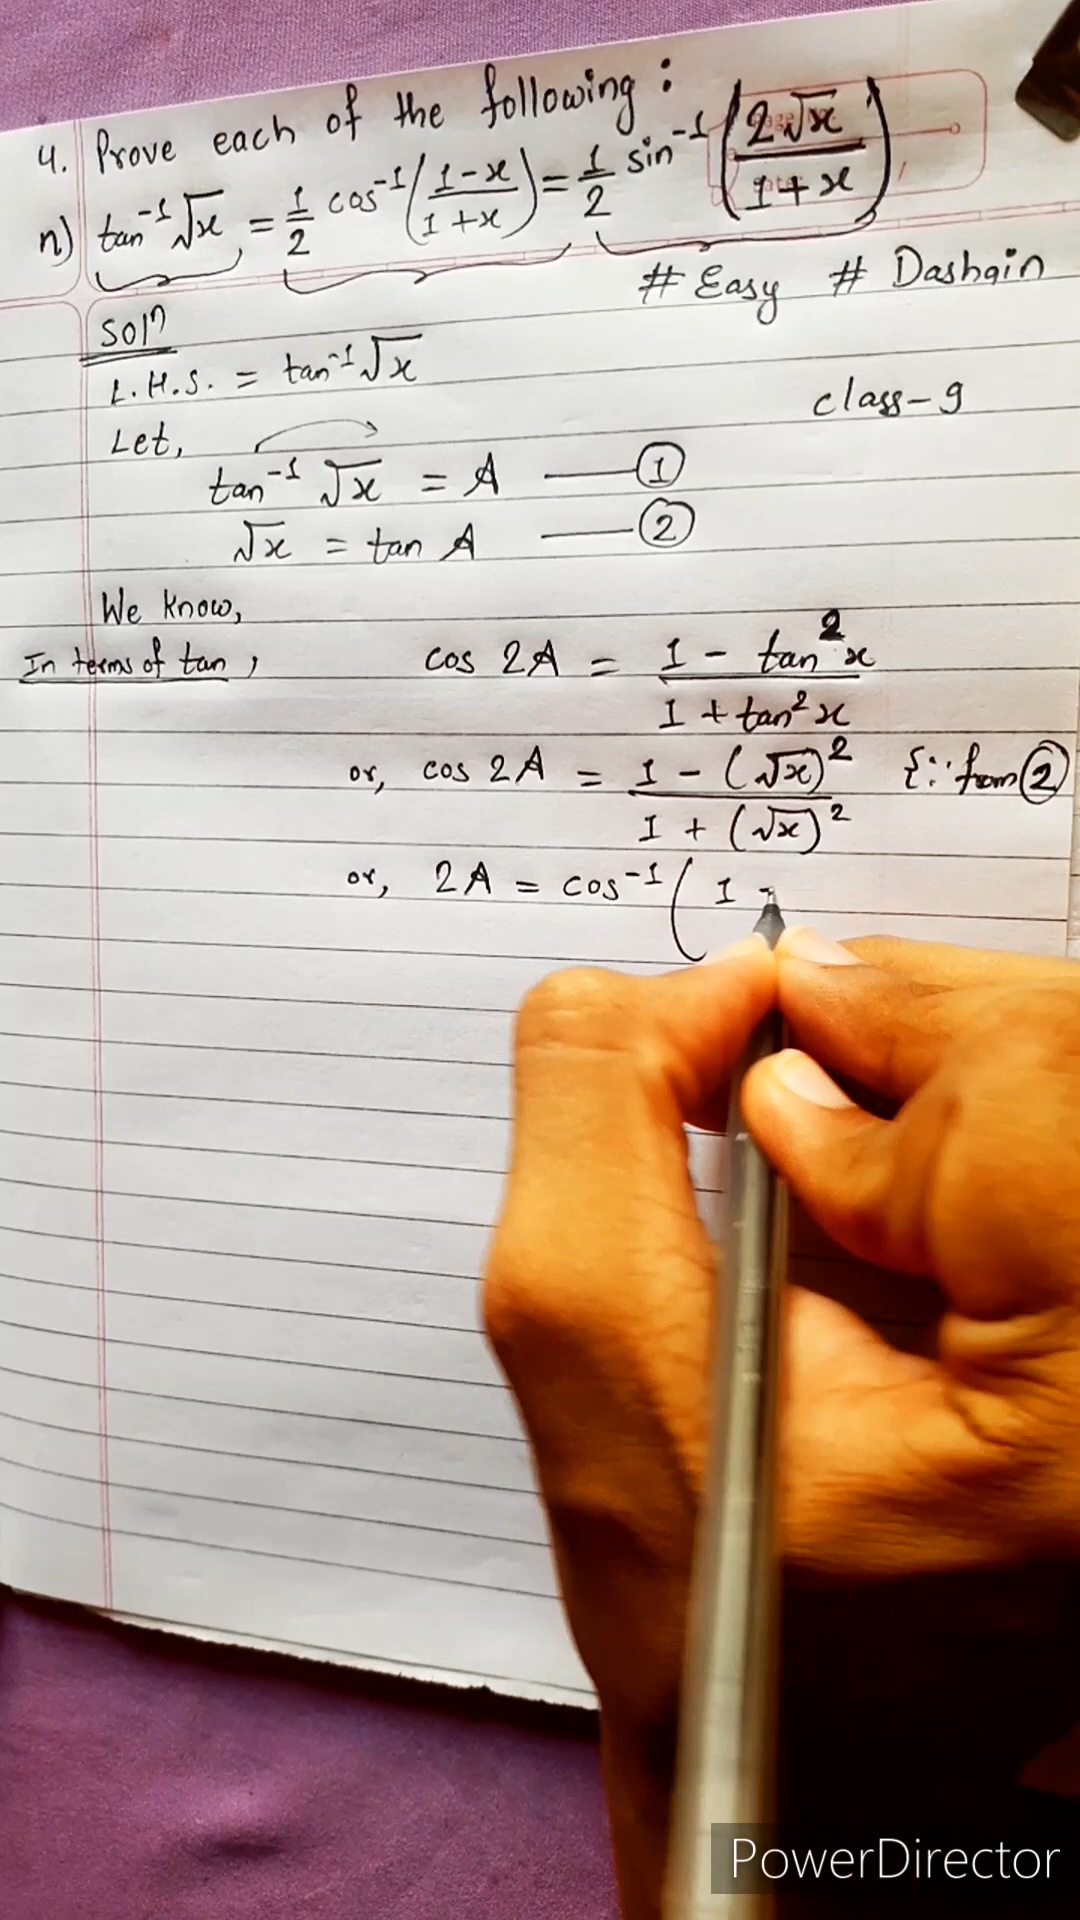 4. Prove each of the following :
n) tan⁻¹√x = 1/2 cos⁻¹(1-x/1+x) = 1/2 sin⁻¹(2√x/1+x)
# Easy # Dashain
Solⁿ
L.H.S. = tan⁻¹√x
class-9
Let,
tan⁻¹ √x = A ——— ①
√x = tan A ——— ②
We know,
In terms of tan, cos 2A = 1 - tan²x / 1 + tan²x
or, cos 2A = 1 - (√x)² / 1 + (√x)² {∵ from ②
or, 2A = cos⁻¹( 1 -
PowerDirector